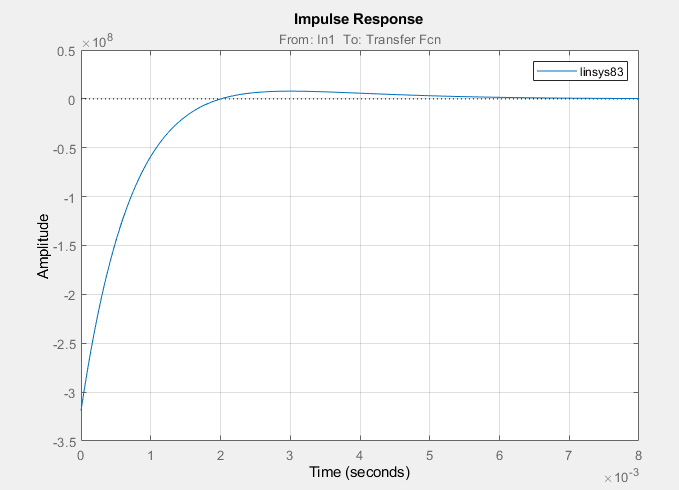 Impulse Response
From: In1 To: Transfer Fcn
×10^8
linsys83
0.5
0
-0.5
-1
-1.5
-2
-2.5
-3
-3.5
Amplitude
0 1 2 3 4 5 6 7 8
Time (seconds)
×10^-3